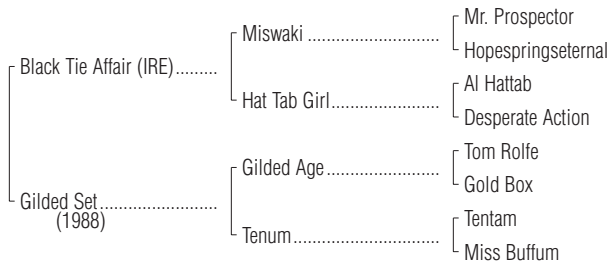 Mr. Prospector
Miswaki ........................
Hopespringseternal
Black Tie Affair (IRE).........
Al Hattab
Hat Tab Girl.....................
Desperate Action
Tom Rolfe
Gilded Age .....................
Gold Box
Gilded Set........................
(1988)
Tentam
Tenum............................
Miss Buffum